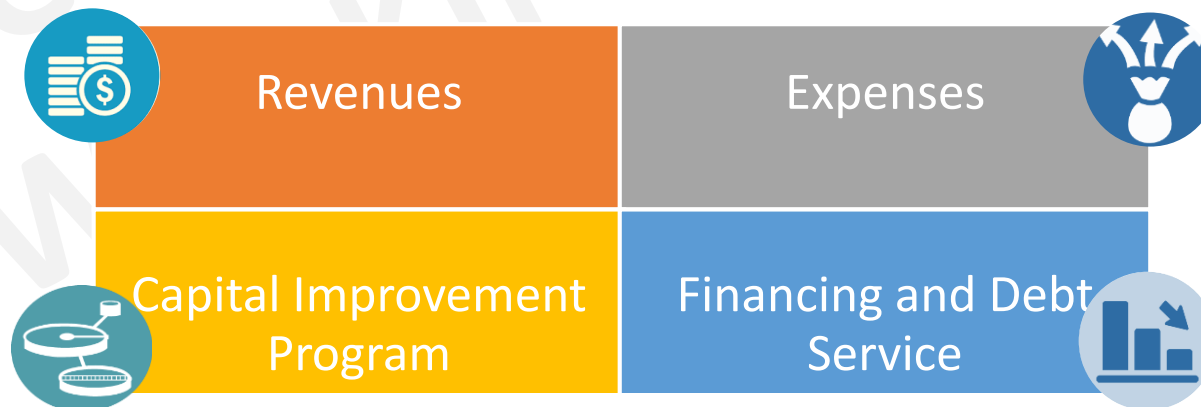 Revenues
Expenses
Capital Improvement
Program
Financing and Debt
Service
$